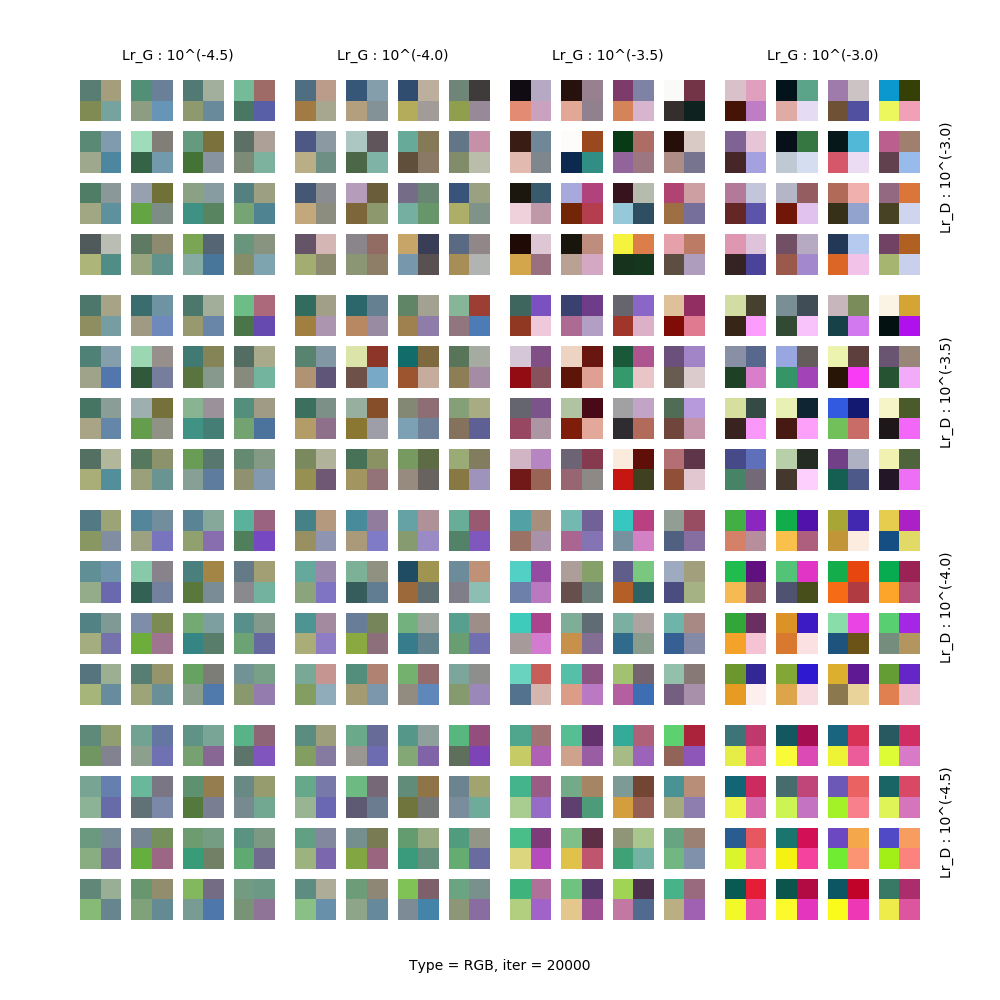 Lr_G : 10^(-4.5)
Lr_G : 10^(-4.0)
Lr_G : 10^(-3.5)
Lr_G : 10^(-3.0)
Lr_D : 10^(-3.0)
Lr_D : 10^(-3.5)
Lr_D : 10^(-4.0)
Lr_D : 10^(-4.5)
Type = RGB, iter = 20000